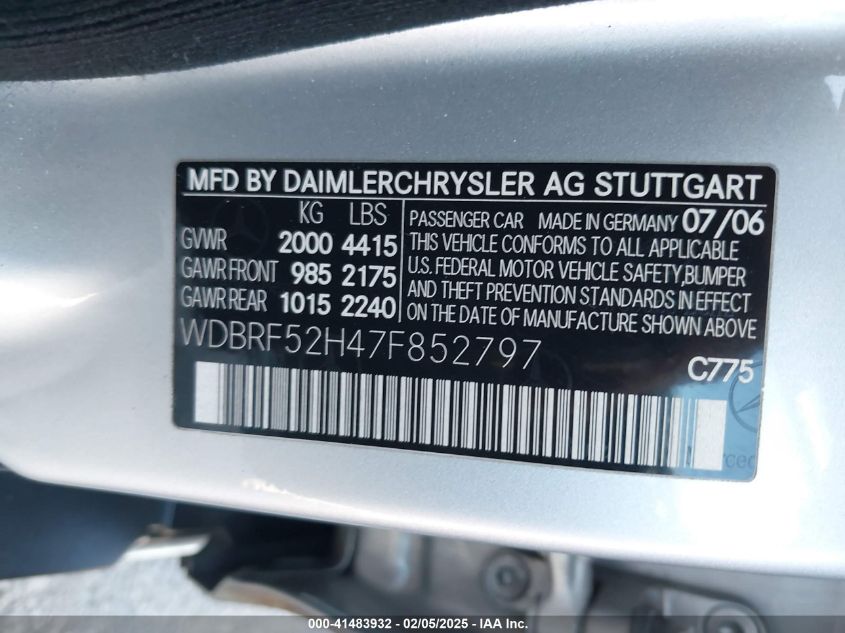 MFD BY DAIMLERCHRYSLER AG STUTTGART
KG LBS
GVWR 2000 4415
GAWR FRONT 985 2175
GAWR REAR 1015 2240
PASSENGER CAR MADE IN GERMANY 07/06
THIS VEHICLE CONFORMS TO ALL APPLICABLE
U.S. FEDERAL MOTOR VEHICLE SAFETY,BUMPER
AND THEFT PREVENTION STANDARDS IN EFFECT
ON THE DATE OF MANUFACTURE SHOWN ABOVE
WDBRF52H47F852797
C775
000-41483932 - 02/05/2025 - IAA Inc.